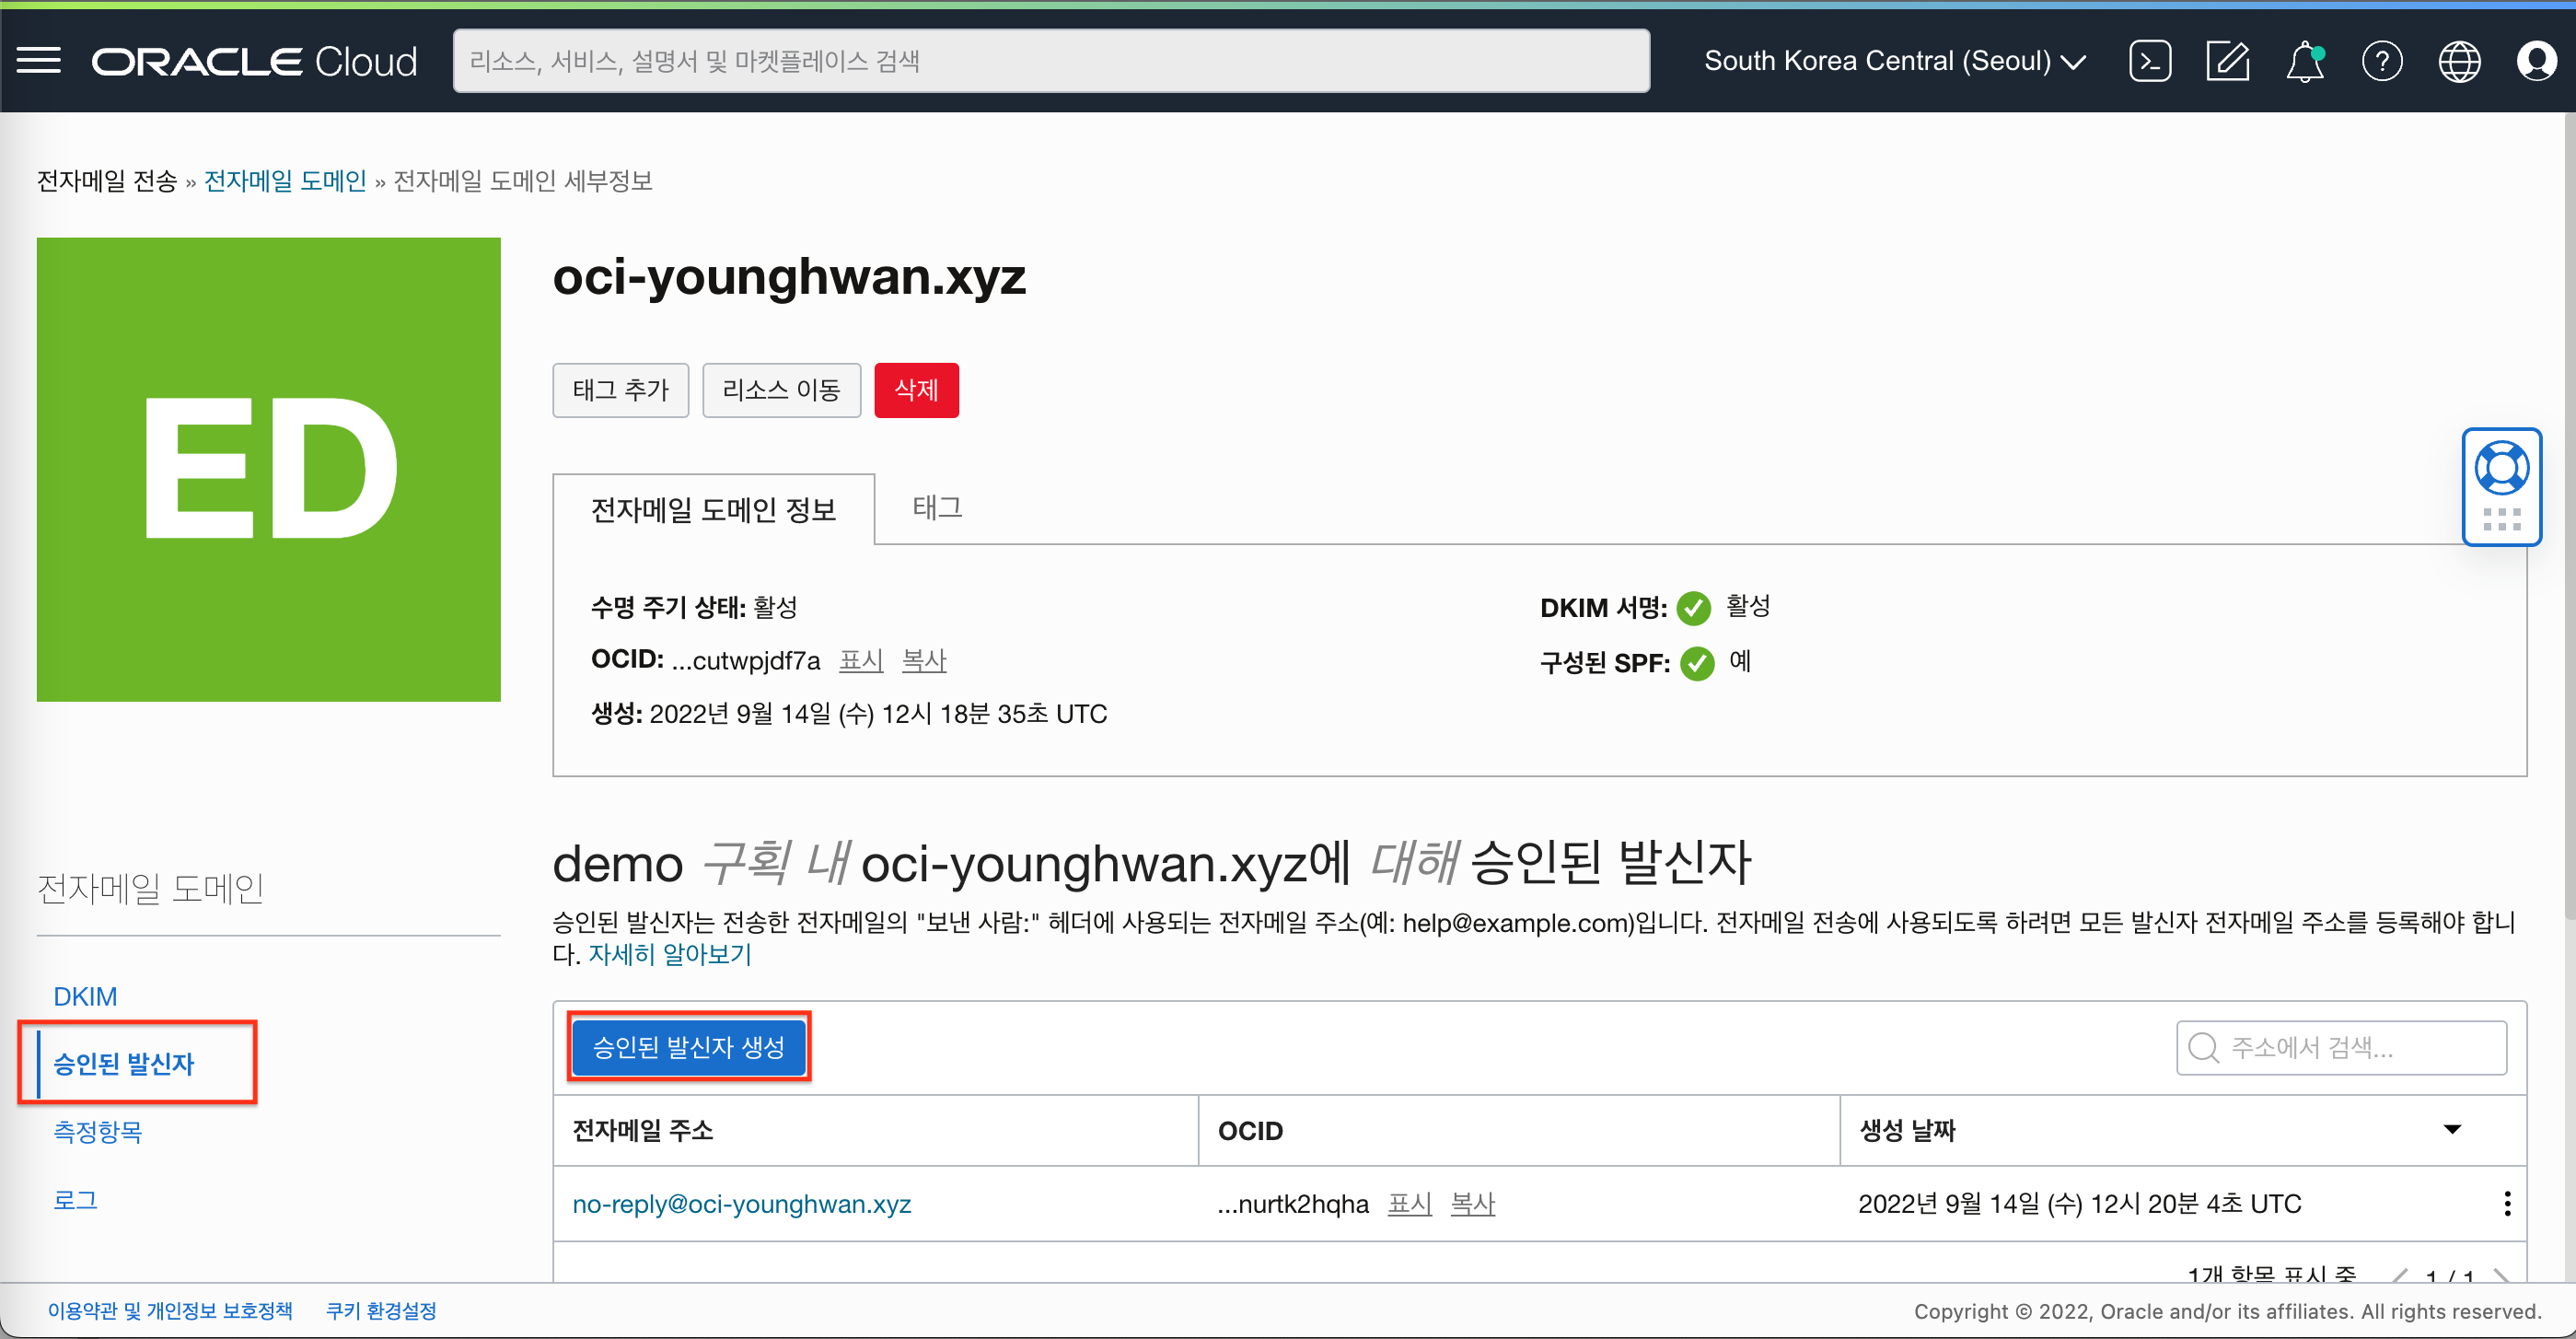 ORACLE Cloud
리소스, 서비스, 설명서 및 마켓플레이스 검색
South Korea Central (Seoul)
전자메일 전송 » 전자메일 도메인 » 전자메일 도메인 세부정보
ED
oci-younghwan.xyz
태그 추가
리소스 이동
삭제
전자메일 도메인 정보
태그
수명 주기 상태: 활성
OCID: ...cutwpjdf7a 표시 복사
생성: 2022년 9월 14일 (수) 12시 18분 35초 UTC
DKIM 서명: 활성
구성된 SPF: 예
전자메일 도메인
DKIM
승인된 발신자
측정항목
로그
demo 구획 내 oci-younghwan.xyz에 대해 승인된 발신자
승인된 발신자는 전송한 전자메일의 "보낸 사람:" 헤더에 사용되는 전자메일 주소(예: help@example.com)입니다. 전자메일 전송에 사용되도록 하려면 모든 발신자 전자메일 주소를 등록해야 합니
다. 자세히 알아보기
승인된 발신자 생성
주소에서 검색...
전자메일 주소 OCID 생성 날짜
no-reply@oci-younghwan.xyz ...nurtk2hqha 표시 복사 2022년 9월 14일 (수) 12시 20분 4초 UTC
1개 항목 표시 중 1 / 1
이용약관 및 개인정보 보호정책 쿠키 환경설정
Copyright © 2022, Oracle and/or its affiliates. All rights reserved.